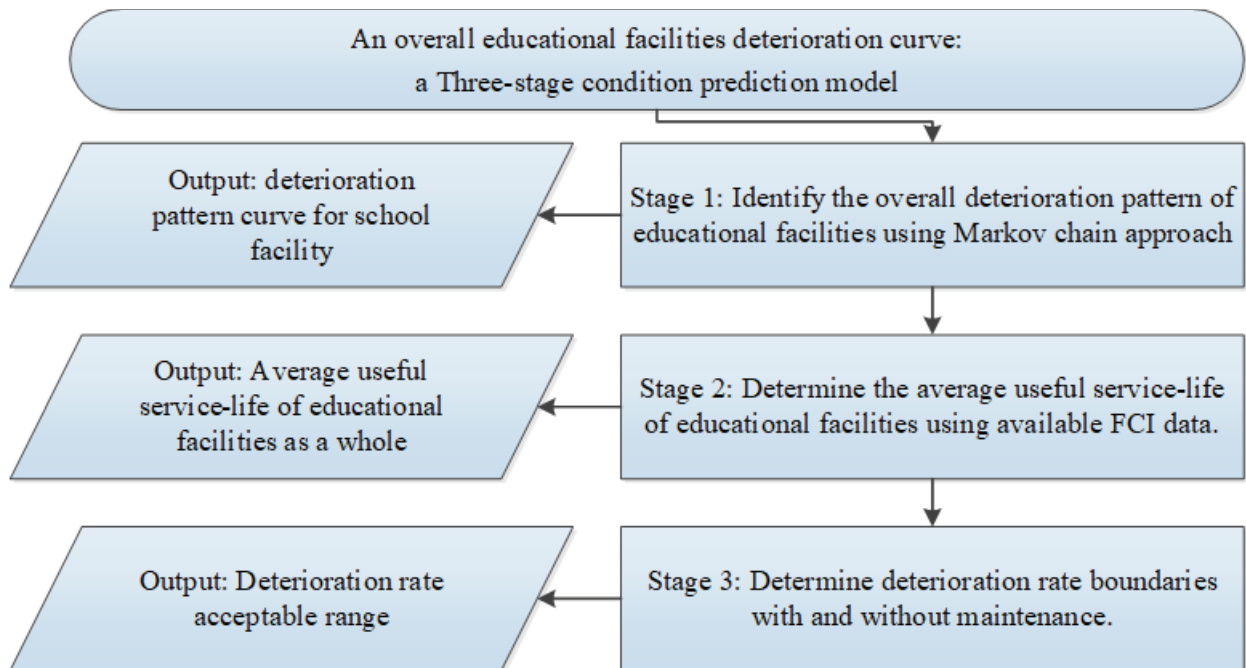 An overall educational facilities deterioration curve:
a Three-stage condition prediction model
Output: deterioration
pattern curve for school
facility
Stage 1: Identify the overall deterioration pattern of
educational facilities using Markov chain approach
Output: Average useful
service-life of educational
facilities as a whole
Stage 2: Determine the average useful service-life
of educational facilities using available FCI data.
Output: Deterioration rate
acceptable range
Stage 3: Determine deterioration rate boundaries
with and without maintenance.